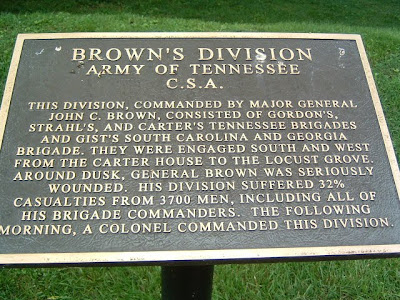 BROWN'S DIVISION
ARMY OF TENNESSEE
C.S.A.
THIS DIVISION, COMMANDED BY MAJOR GENERAL
JOHN C. BROWN, CONSISTED OF GORDON'S,
STRAHL'S, AND CARTER'S TENNESSEE BRIGADES
AND GIST'S SOUTH CAROLINA AND GEORGIA
BRIGADE. THEY WERE ENGAGED SOUTH AND WEST
FROM THE CARTER HOUSE TO THE LOCUST GROVE.
AROUND DUSK, GENERAL BROWN WAS SERIOUSLY
WOUNDED. HIS DIVISION SUFFERED 32%
CASUALTIES FROM 3700 MEN, INCLUDING ALL OF
HIS BRIGADE COMMANDERS. THE FOLLOWING
MORNING, A COLONEL COMMANDED THIS DIVISION.